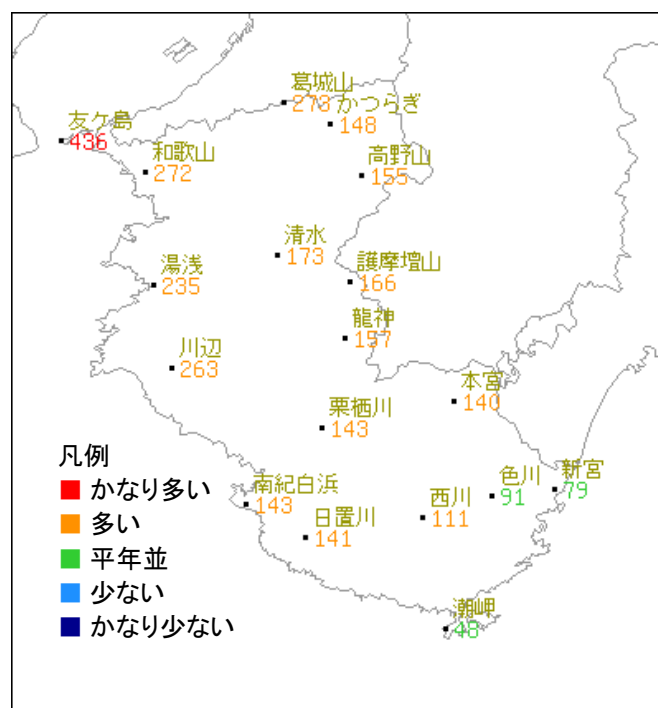 葛城山
273
かつらぎ
148
友ケ島
436
和歌山
272
高野山
155
清水
173
護摩壇山
166
湯浅
235
龍神
157
川辺
263
本宮
140
栗栖川
143
凡例
かなり多い
多い
平年並
少ない
かなり少ない
南紀白浜
143
日置川
141
西川
111
色川
91
新宮
79
潮岬
48